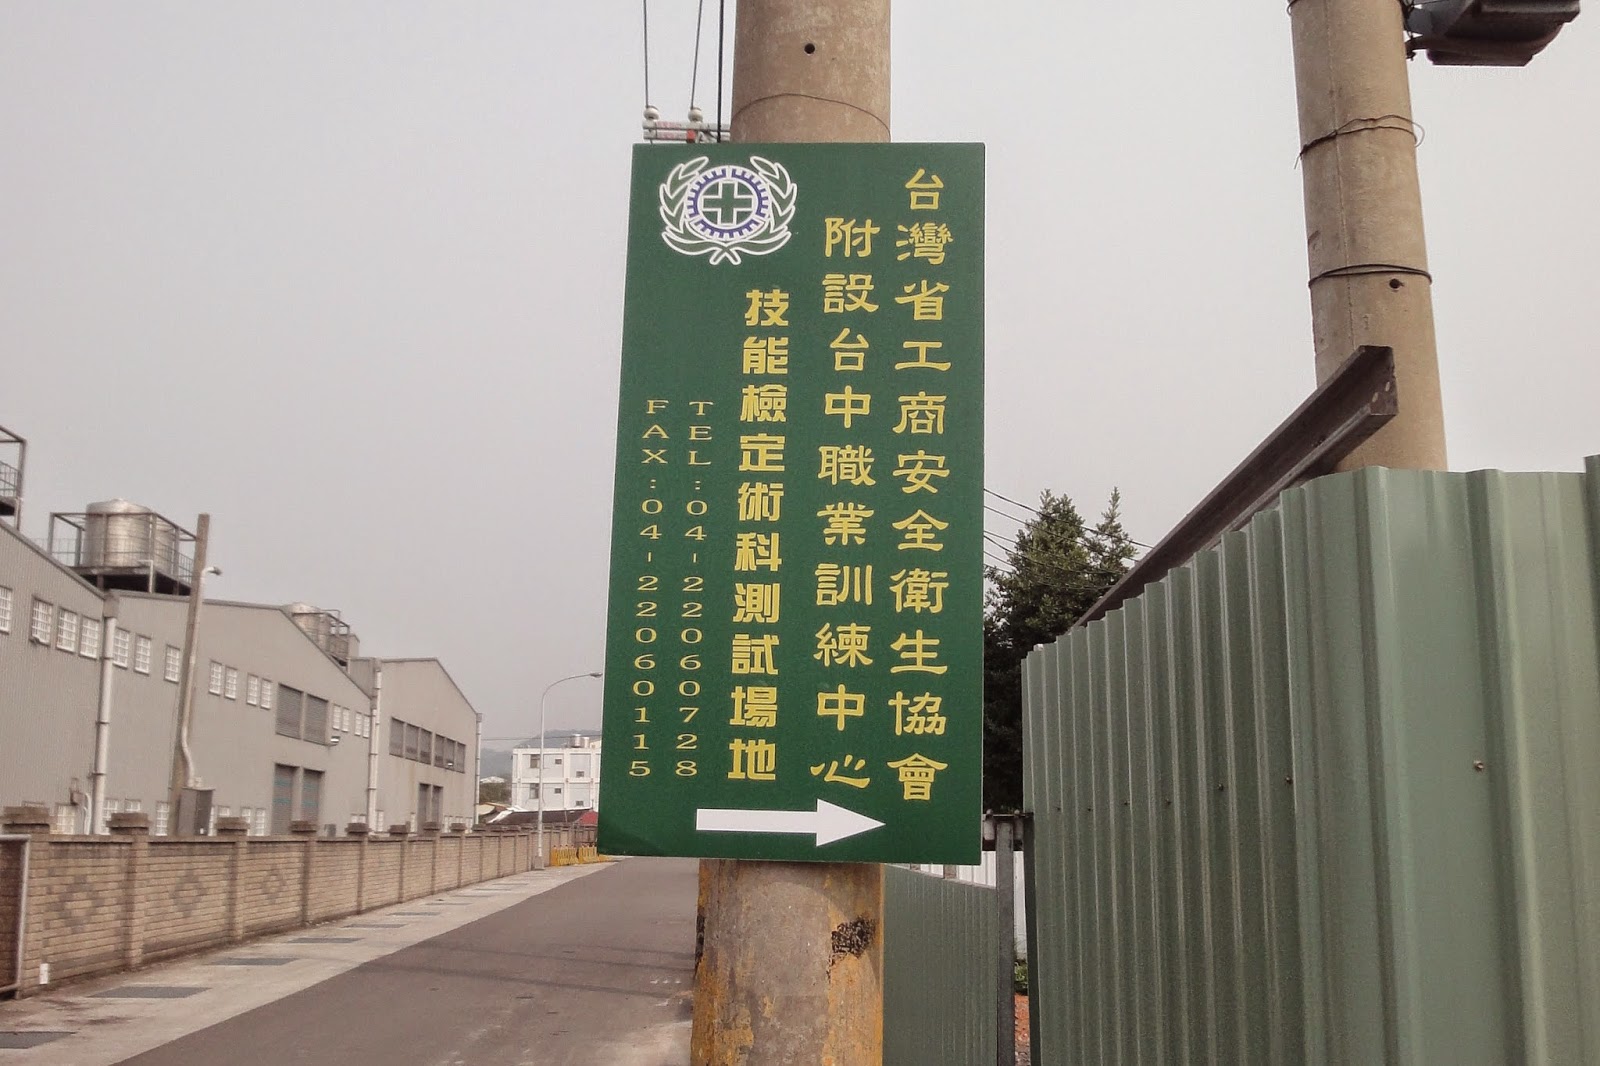 台灣省工商安全衛生協會
附設台中職業訓練中心
技能檢定術科測試場地
TEL:04-22060728
FAX:04-22060115